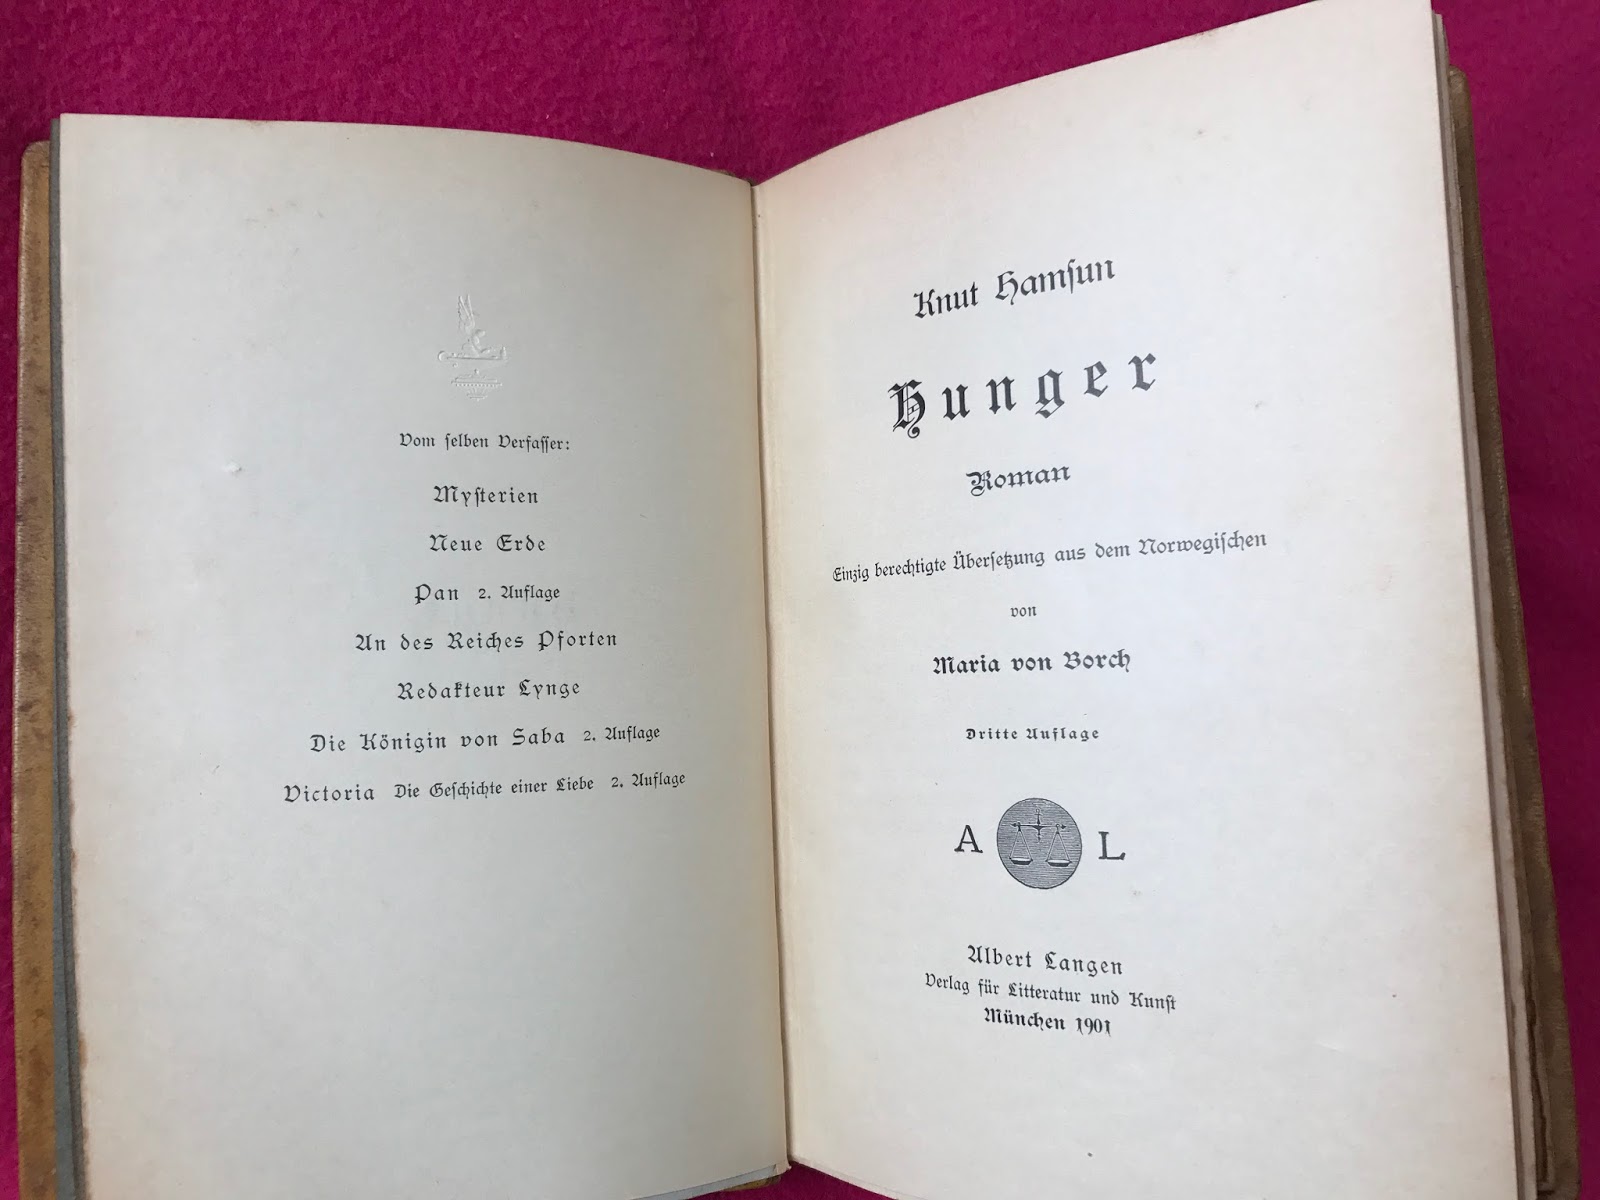 Vom ſelben Verfaſſer:
Myſterien
Neue Erde
Pan 2. Auflage
An des Reiches Pforten
Redakteur Lynge
Die Königin von Saba 2. Auflage
Victoria Die Geſchichte einer Liebe 2. Auflage
Knut Hamſun
Hunger
Roman
Einzig berechtigte Überſetzung aus dem Norwegiſchen
von
Maria von Borch
Dritte Auflage
A L
Albert Langen
Verlag für Litteratur und Kunſt
München 1901